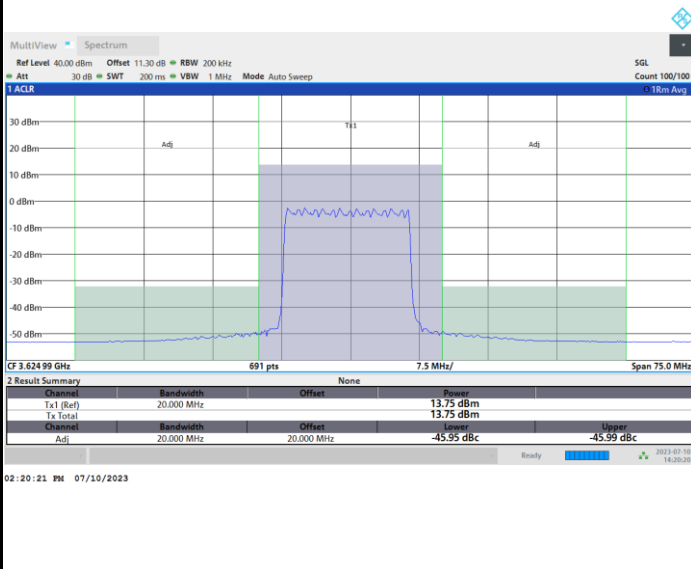 MultiView Spectrum
Ref Level 40.00 dBm Offset 11.30 dB RBW 200 kHz SGL
Att 30 dB SWT 200 ms VBW 1 MHz Mode Auto Sweep Count 100/100
1 ACLR 1Rm Avg
30 dBm
Tx1
20 dBm Adj Adj
10 dBm
0 dBm
-10 dBm
-20 dBm
-30 dBm
-40 dBm
-50 dBm
CF 3.624 99 GHz 691 pts 7.5 MHz/ Span 75.0 MHz
2 Result Summary None
Channel Bandwidth Offset Power
Tx1 (Ref) 20.000 MHz 13.75 dBm
Tx Total 13.75 dBm
Channel Bandwidth Offset Lower Upper
Adj 20.000 MHz 20.000 MHz -45.95 dBc -45.99 dBc
Ready 2023-07-10
14:20:20
02:20:21 PM 07/10/2023